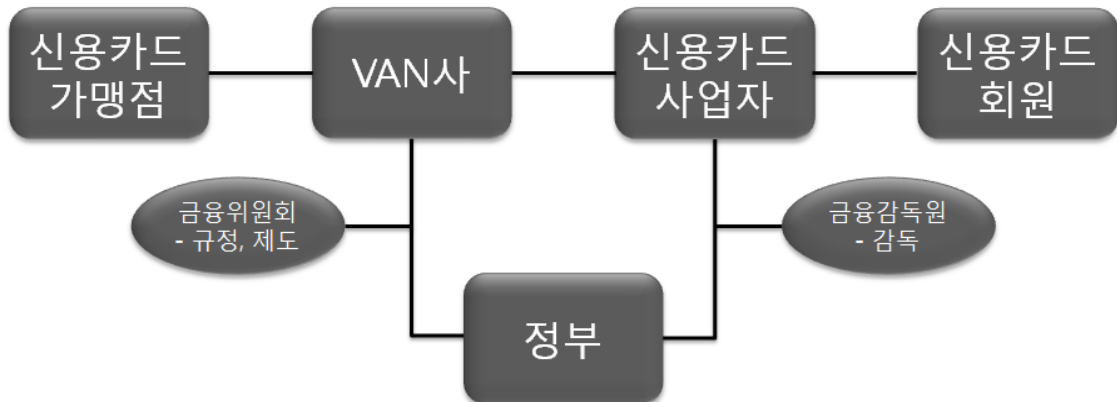 신용카드
가맹점
VAN사
신용카드
사업자
신용카드
회원
금융위원회
- 규정, 제도
금융감독원
- 감독
정부